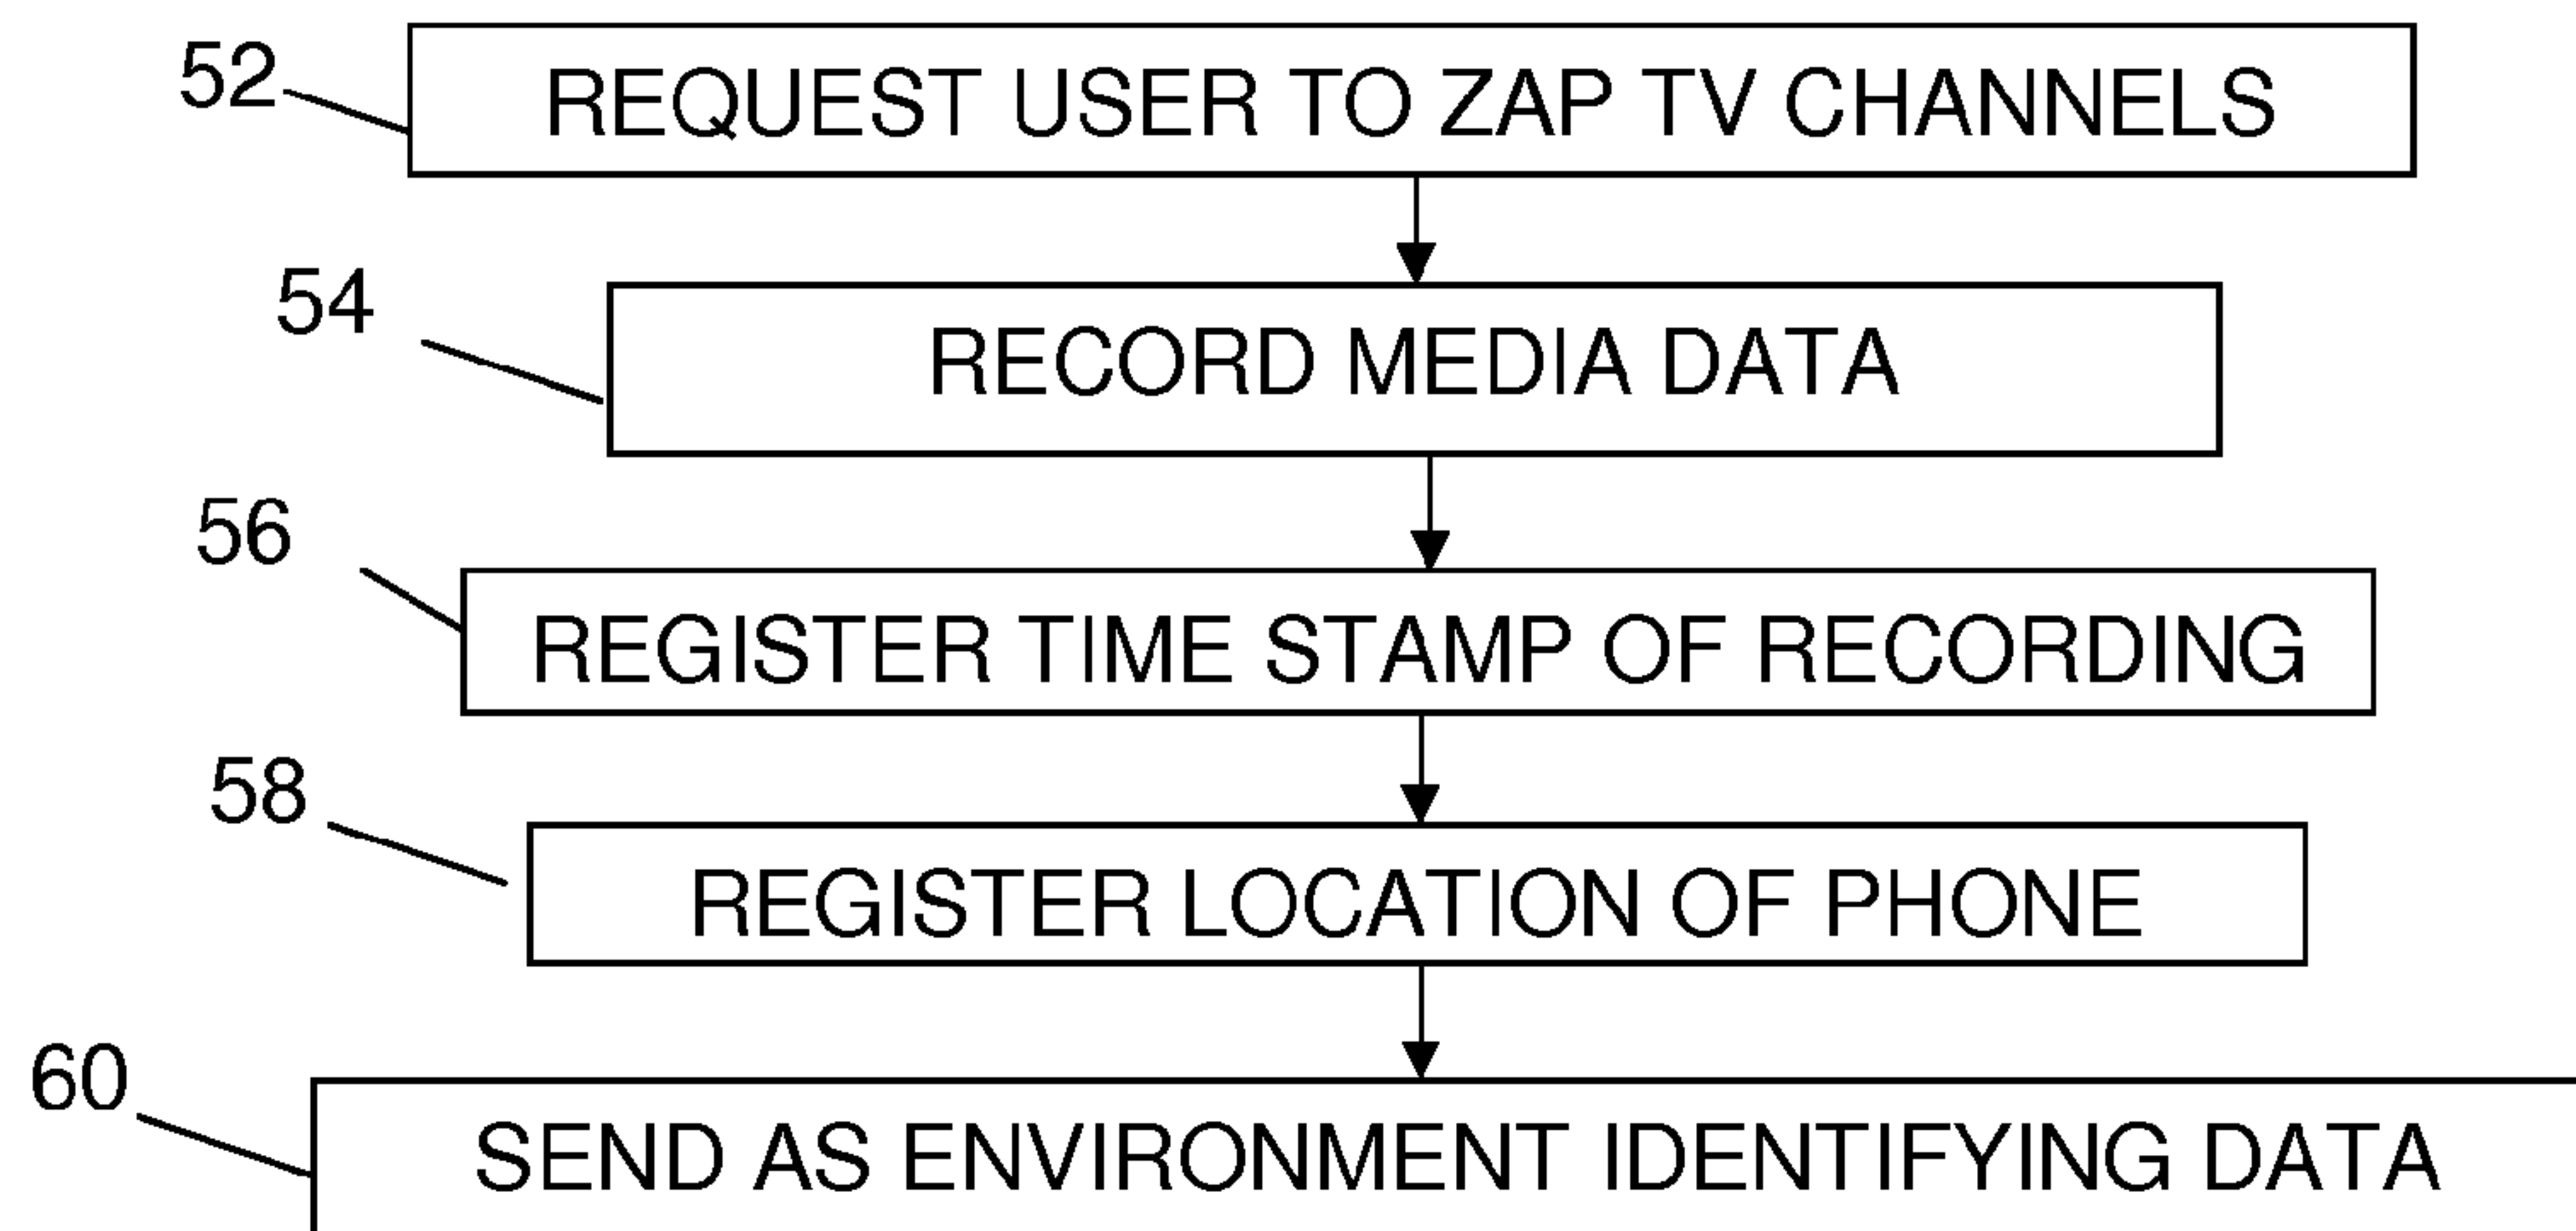 52
REQUEST USER TO ZAP TV CHANNELS
54
RECORD MEDIA DATA
56
REGISTER TIME STAMP OF RECORDING
58
REGISTER LOCATION OF PHONE
60
SEND AS ENVIRONMENT IDENTIFYING DATA